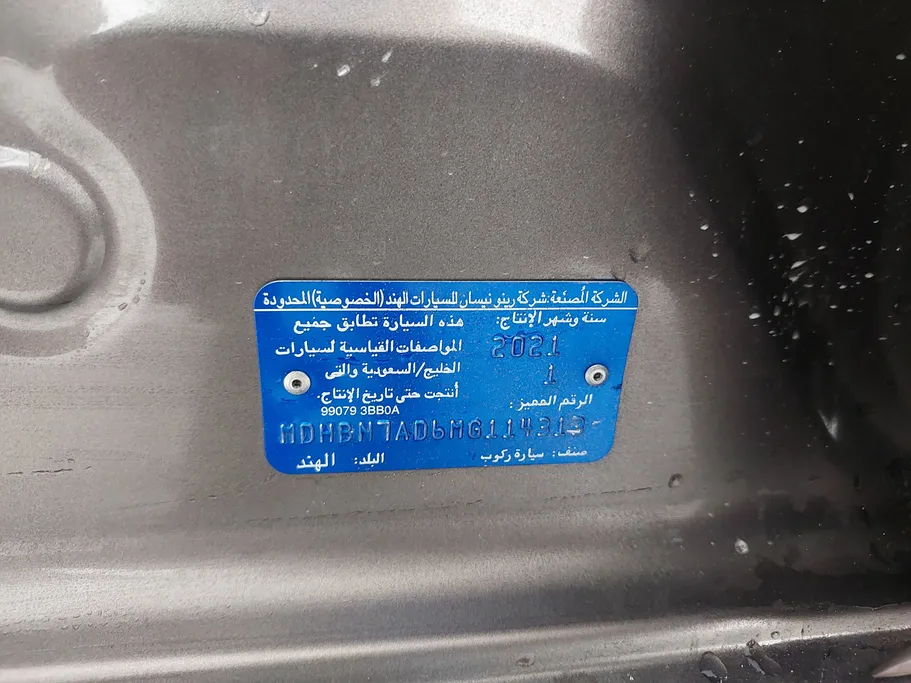 الشركة المُصنّعة: شركة رينو نيسان للسيارات الهند (الخصوصية) المحدودة
سنة وشهر الإنتاج:
2021
1
هذه السيارة تطابق جميع
المواصفات القياسية لسيارات
الخليج/السعودية والتى
أنتجت حتى تاريخ الإنتاج.
99079 3BB0A
الرقم المميز:
MDHBN7AD6MG114313
صنف: سيارة ركوب
البلد: الهند